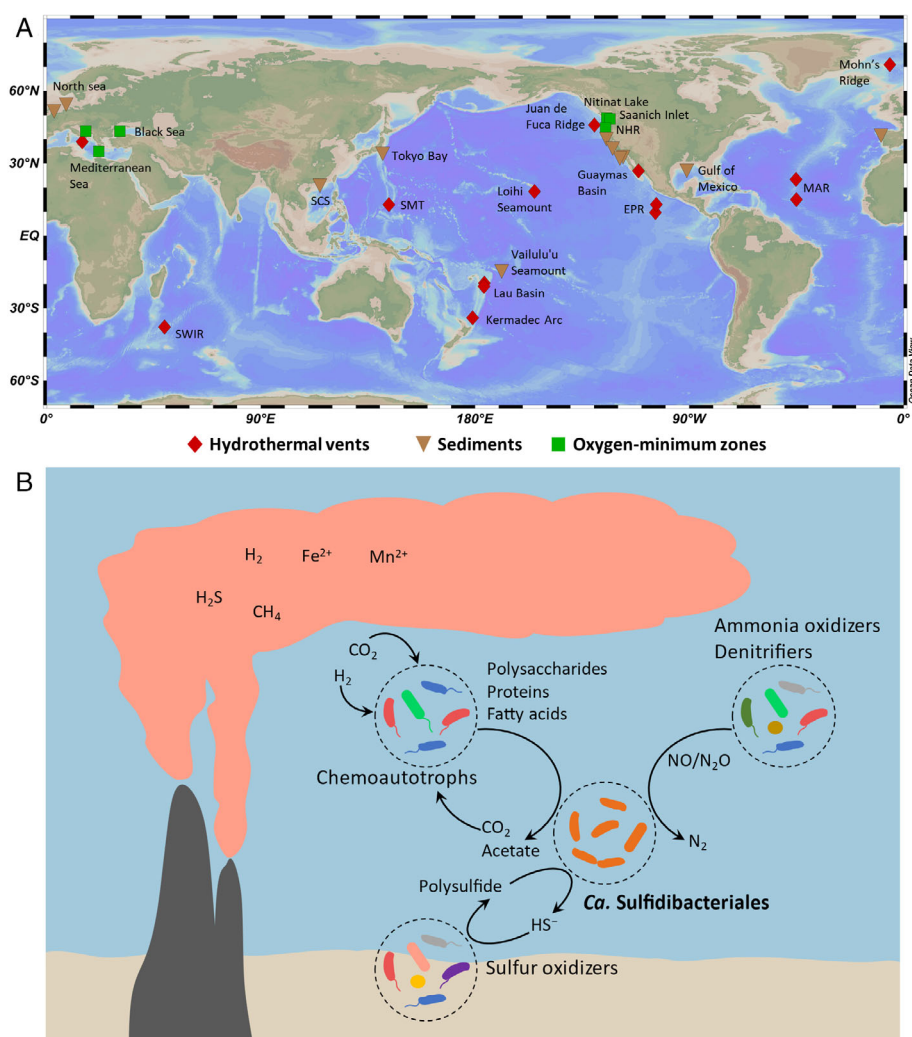 A
North sea
Black Sea
Mediterranean
Sea
Tokyo Bay
SCS
SMT
Loihi
Seamount
Vailulu'u
Seamount
Lau Basin
Kermadec Arc
SWIR
Juan de
Fuca Ridge
Nitinat Lake
Saanich Inlet
NHR
Guaymas
Basin
EPR
Gulf of
Mexico
MAR
Mohn's
Ridge
60°N
30°N
EQ
30°S
60°S
0°
90°E
180°E
90°W
0°
Ocean Data View
Hydrothermal vents
Sediments
Oxygen-minimum zones
B
H₂
Fe²⁺
Mn²⁺
H₂S
CH₄
CO₂
H₂
Polysaccharides
Proteins
Fatty acids
Chemoautotrophs
CO₂
Acetate
Ammonia oxidizers
Denitrifiers
NO/N₂O
N₂
Ca. Sulfidibacteriales
Polysulfide
HS⁻
Sulfur oxidizers